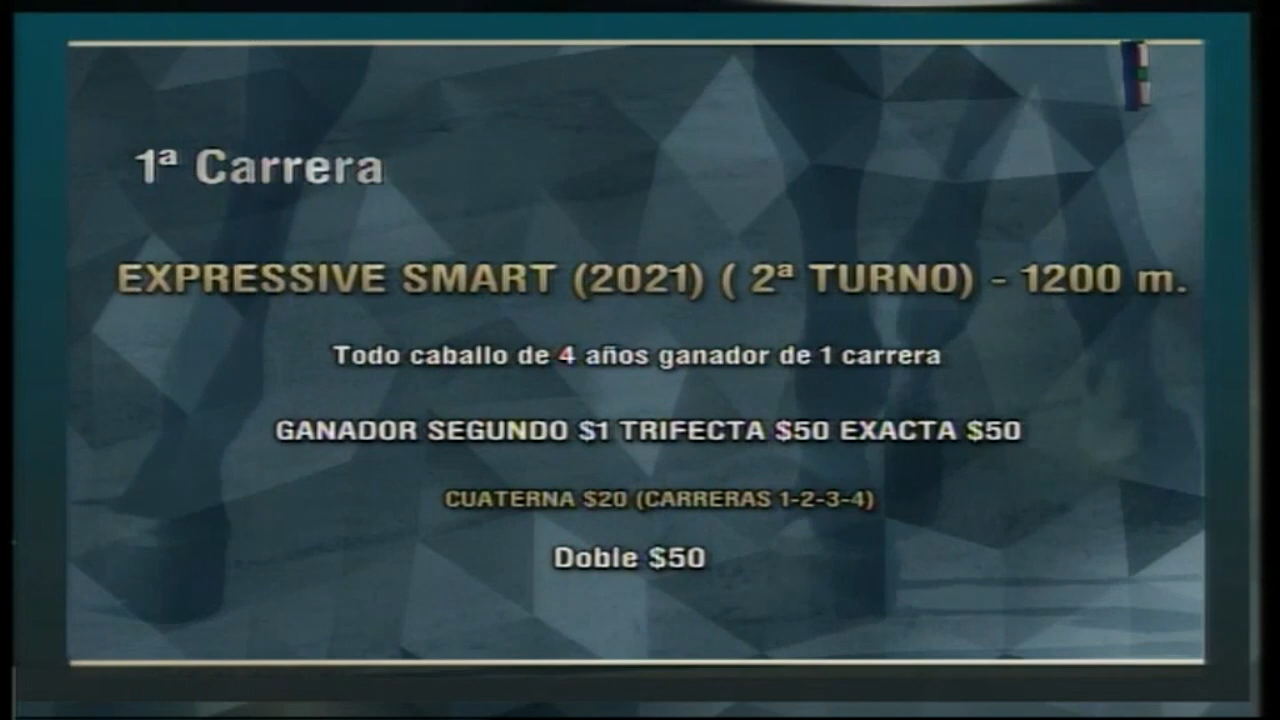 1ª Carrera
EXPRESSIVE SMART (2021) ( 2ª TURNO) - 1200 m.
Todo caballo de 4 años ganador de 1 carrera
GANADOR SEGUNDO $1 TRIFECTA $50 EXACTA $50
CUATERNA $20 (CARRERAS 1-2-3-4)
Doble $50